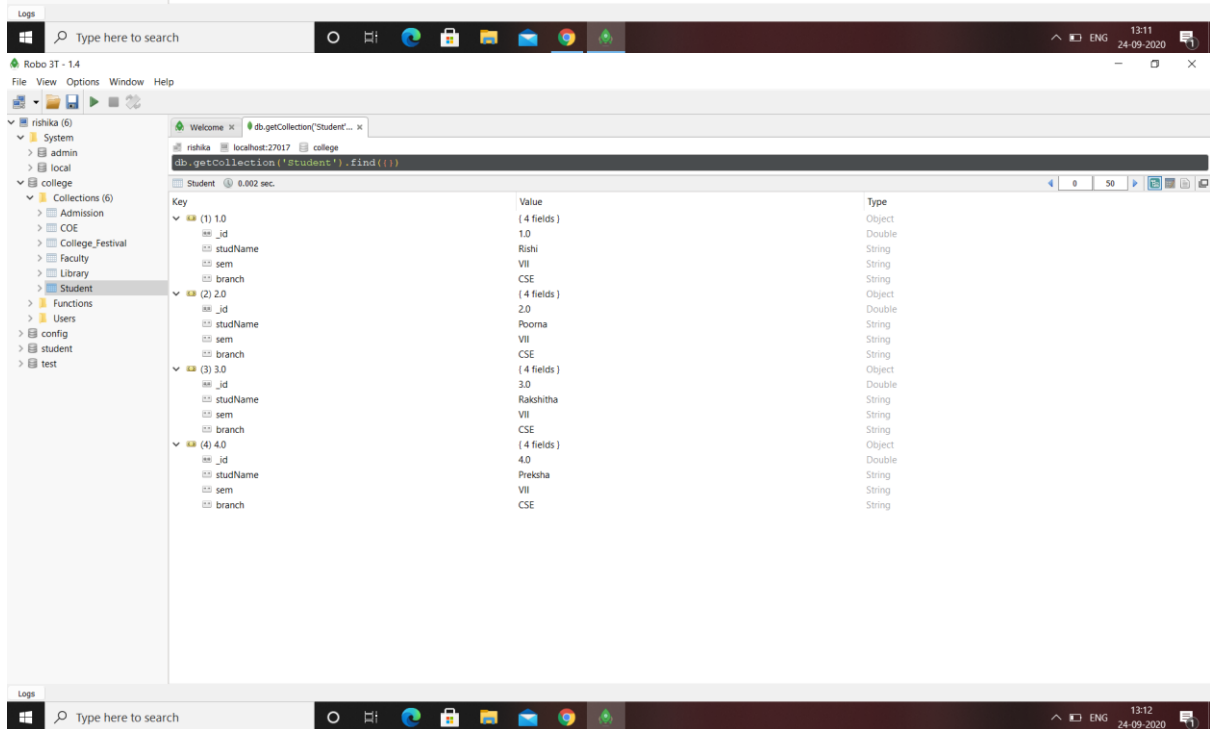 Logs
Type here to search
ENG
13:11
24-09-2020
1
Robo 3T - 1.4
File View Options Window Help
rishika (6)
System
admin
local
college
Collections (6)
Admission
COE
College_Festival
Faculty
Library
Student
Functions
Users
config
student
test
Welcome × db.getCollection('Student'... ×
rishika localhost:27017 college
db.getCollection('Student').find({})
Student 0.002 sec. 0 50
Key Value Type
(1) 1.0 { 4 fields } Object
_id 1.0 Double
studName Rishi String
sem VII String
branch CSE String
(2) 2.0 { 4 fields } Object
_id 2.0 Double
studName Poorna String
sem VII String
branch CSE String
(3) 3.0 { 4 fields } Object
_id 3.0 Double
studName Rakshitha String
sem VII String
branch CSE String
(4) 4.0 { 4 fields } Object
_id 4.0 Double
studName Preksha String
sem VII String
branch CSE String
Logs
Type here to search
ENG
13:12
24-09-2020
1